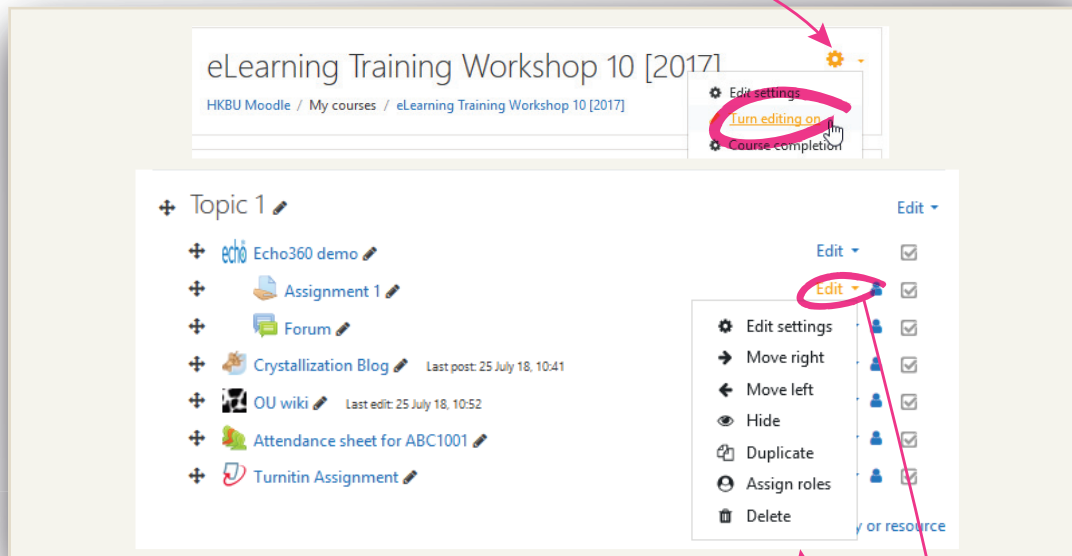 eLearning Training Workshop 10 [2017]
HKBU Moodle / My courses / eLearning Training Workshop 10 [2017]
Edit settings
Turn editing on
Course completion
Topic 1
Edit
echo Echo360 demo
Edit
Assignment 1
Edit
Forum
Crystallization Blog Last post: 25 July 18, 10:41
OU wiki Last edit: 25 July 18, 10:52
Attendance sheet for ABC1001
Turnitin Assignment
Edit settings
Move right
Move left
Hide
Duplicate
Assign roles
Delete
y or resource